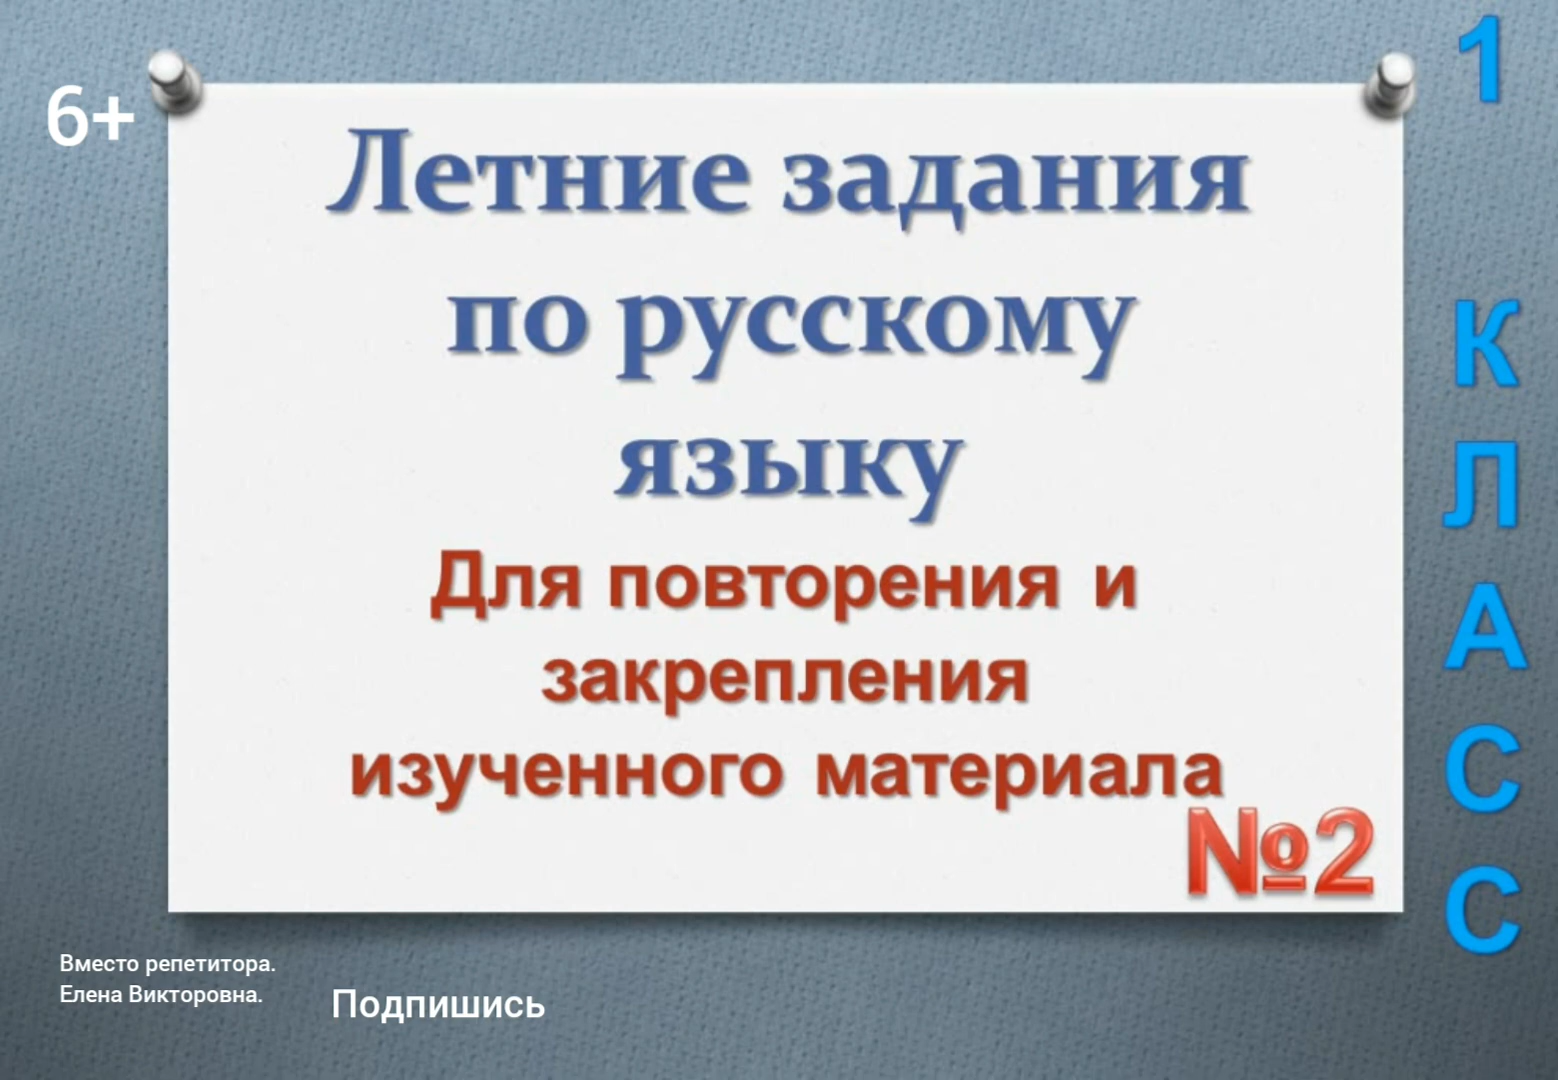 6+
Летние задания
по русскому
языку
Для повторения и
закрепления
изученного материала
№2
1
К
Л
А
С
С
Вместо репетитора.
Елена Викторовна.
Подпишись